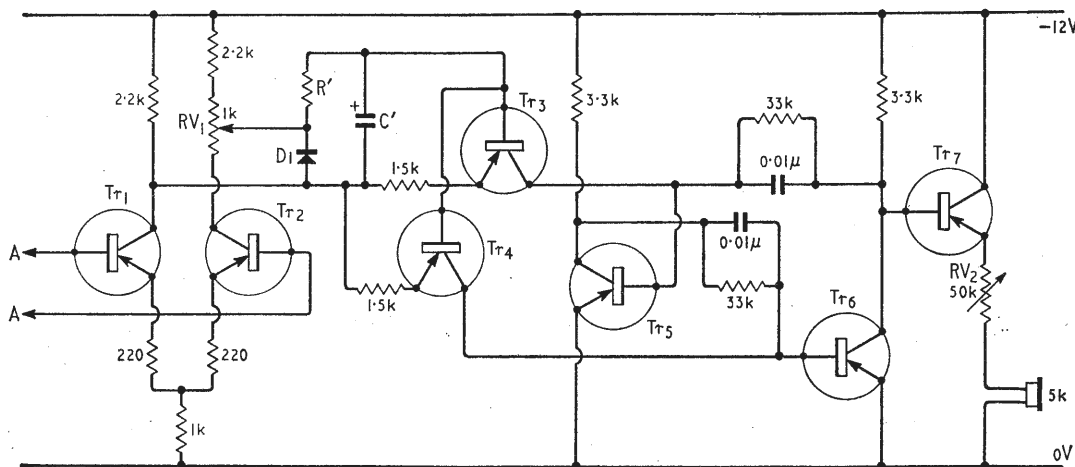 −12V
2·2k
2·2k
R'
+
C'
Tr3
3·3k
33k
3·3k
1k
RV1
0·01μ
Tr7
D1
1·5k
Tr1
Tr2
A
Tr4
0·01μ
RV2
50k
1·5k
33k
A
Tr5
Tr6
220
220
5k
1k
0V